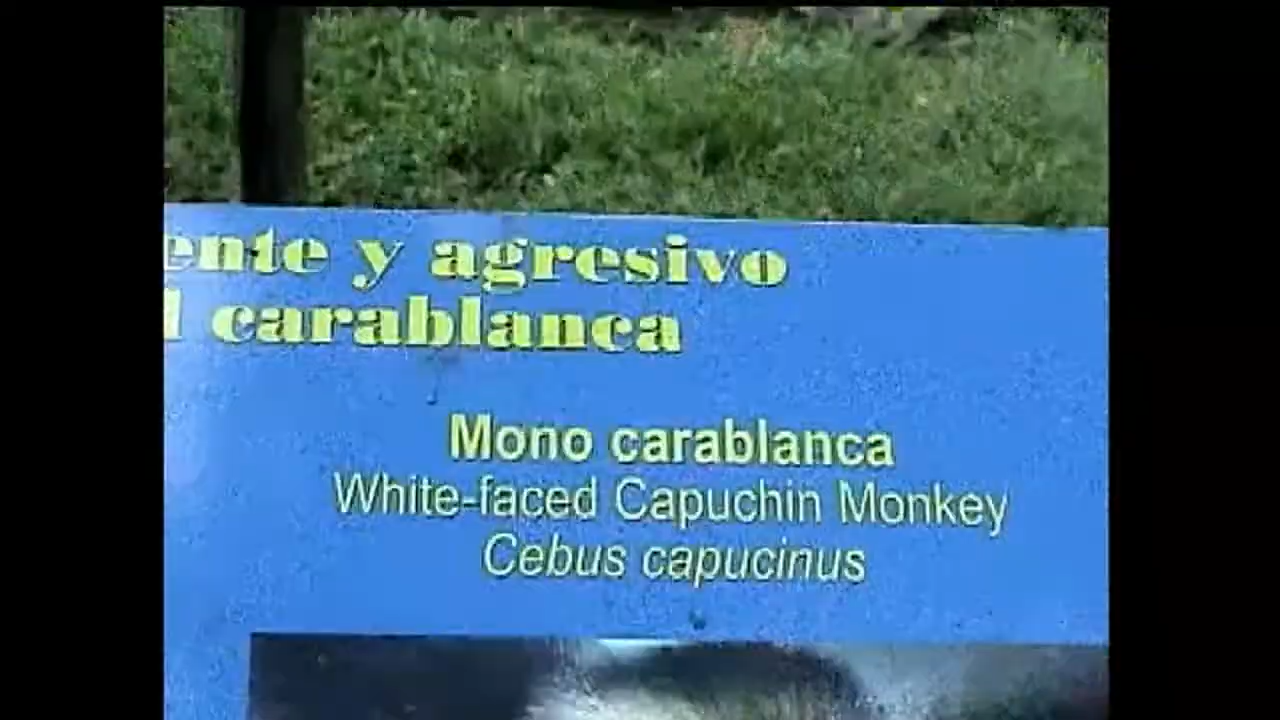 ente y agresivo
l carablanca
Mono carablanca
White-faced Capuchin Monkey
Cebus capucinus